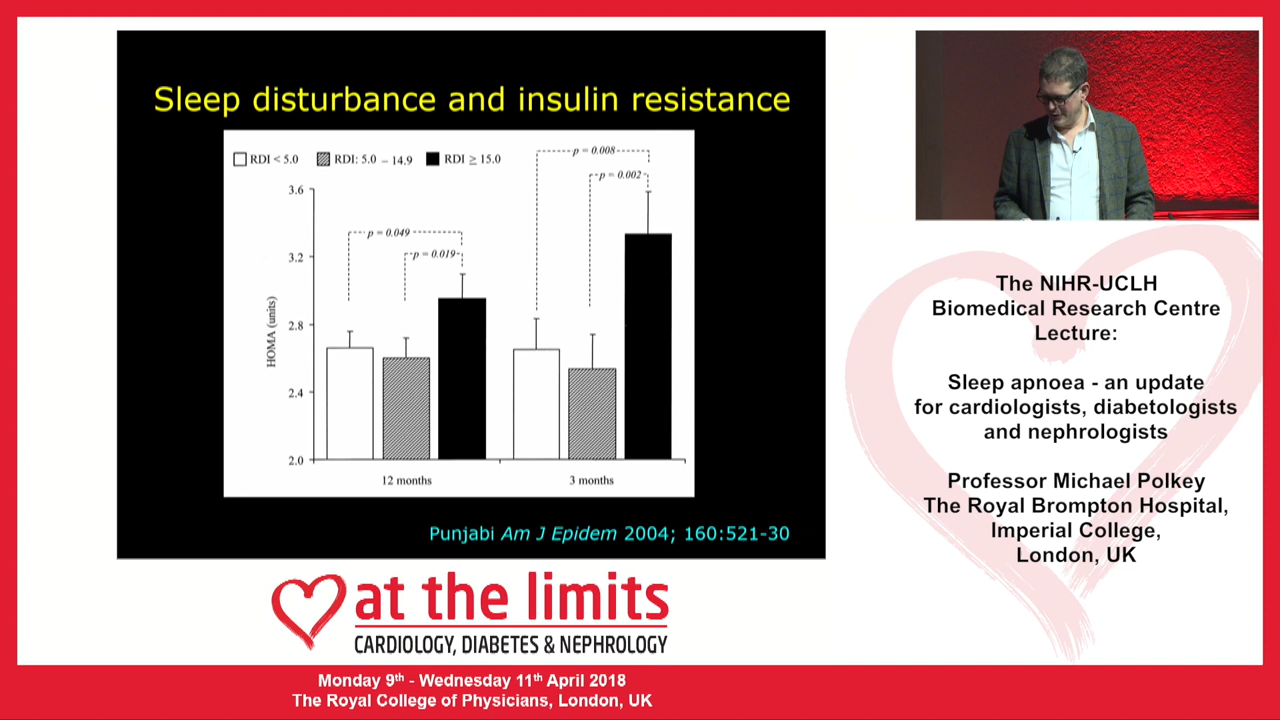 Sleep disturbance and insulin resistance
RDI < 5.0 RDI: 5.0 – 14.9 RDI ≥ 15.0
p = 0.008
p = 0.002
p = 0.049
p = 0.019
3.6
3.2
2.8
2.4
2.0
HOMA (units)
12 months 3 months
Punjabi Am J Epidem 2004; 160:521-30
at the limits
CARDIOLOGY, DIABETES & NEPHROLOGY
The NIHR-UCLH
Biomedical Research Centre
Lecture:
Sleep apnoea - an update
for cardiologists, diabetologists
and nephrologists
Professor Michael Polkey
The Royal Brompton Hospital,
Imperial College,
London, UK
Monday 9th - Wednesday 11th April 2018
The Royal College of Physicians, London, UK